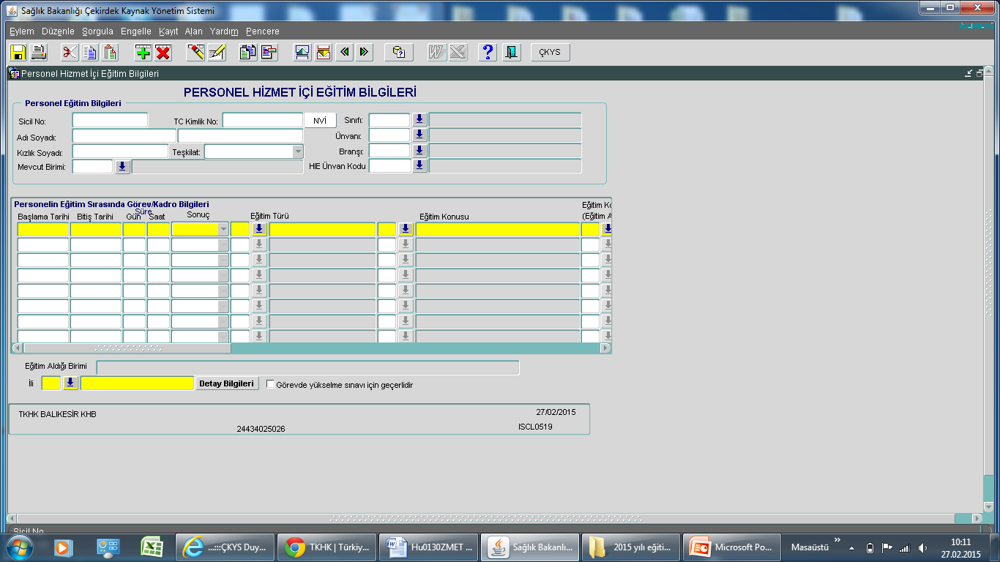 Sağlık Bakanlığı Çekirdek Kaynak Yönetim Sistemi
Eylem Düzenle Sorgula Engelle Kayıt Alan Yardım Pencere
ÇKYS
Personel Hizmet İçi Eğitim Bilgileri
PERSONEL HİZMET İÇİ EĞİTİM BİLGİLERİ
Personel Eğitim Bilgileri
Sicil No: TC Kimlik No: NVİ Sınıfı:
Adı Soyadı: Ünvanı:
Kızlık Soyadı: Teşkilat: Branşı:
Mevcut Birimi: HIE Ünvan Kodu
Personelin Eğitim Sırasında Görev/Kadro Bilgileri
Süre
Eğitim Ko
Başlama Tarihi Bitiş Tarihi Gün Saat Sonuç Eğitim Türü Eğitim Konusu (Eğitim A
Eğitim Aldığı Birimi
İli Detay Bilgileri Görevde yükselme sınavı için geçerlidir
TKHK BALIKESİR KHB 27/02/2015
24434025026 ISCL0519
Sicil No
...:::ÇKYS Duy... TKHK | Türkiy... Hu0130ZMET ... Sağlık Bakanlı... 2015 yılı eğiti... Microsoft Po... Masaüstü
10:11
27.02.2015